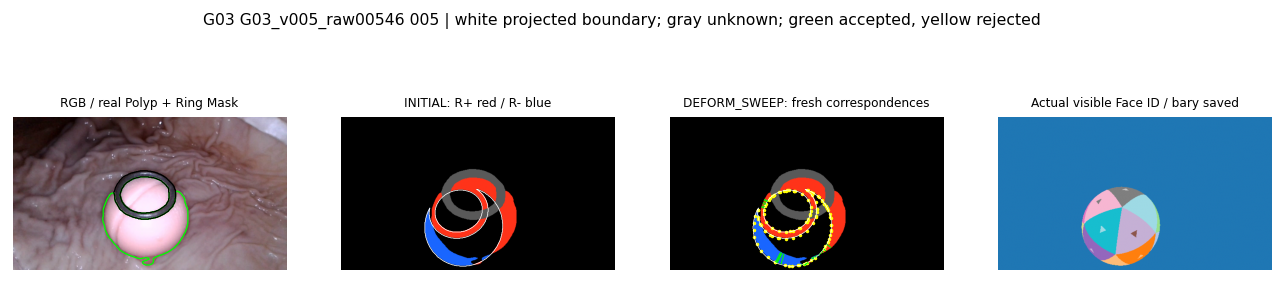 G03 G03_v005_raw00546 005 | white projected boundary; gray unknown; green accepted, yellow rejected
RGB / real Polyp + Ring Mask
INITIAL: R+ red / R- blue
DEFORM_SWEEP: fresh correspondences
Actual visible Face ID / bary saved